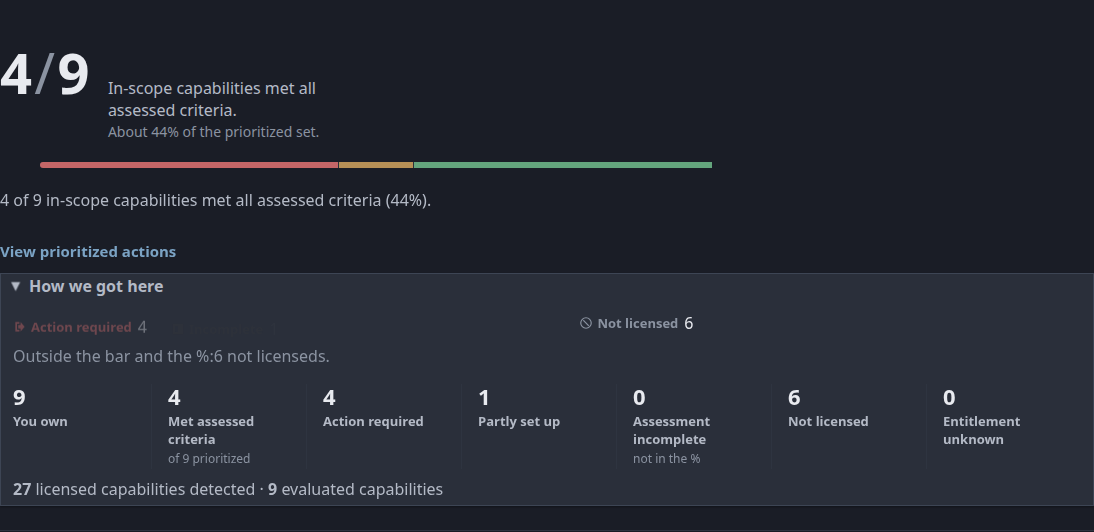 4/9
In-scope capabilities met all
assessed criteria.
About 44% of the prioritized set.
4 of 9 in-scope capabilities met all assessed criteria (44%).
View prioritized actions
▼ How we got here
Action required 4
Not licensed 6
Outside the bar and the %:6 not licenseds.
9
You own
4
Met assessed
criteria
of 9 prioritized
4
Action required
1
Partly set up
0
Assessment
incomplete
not in the %
6
Not licensed
0
Entitlement
unknown
27 licensed capabilities detected · 9 evaluated capabilities